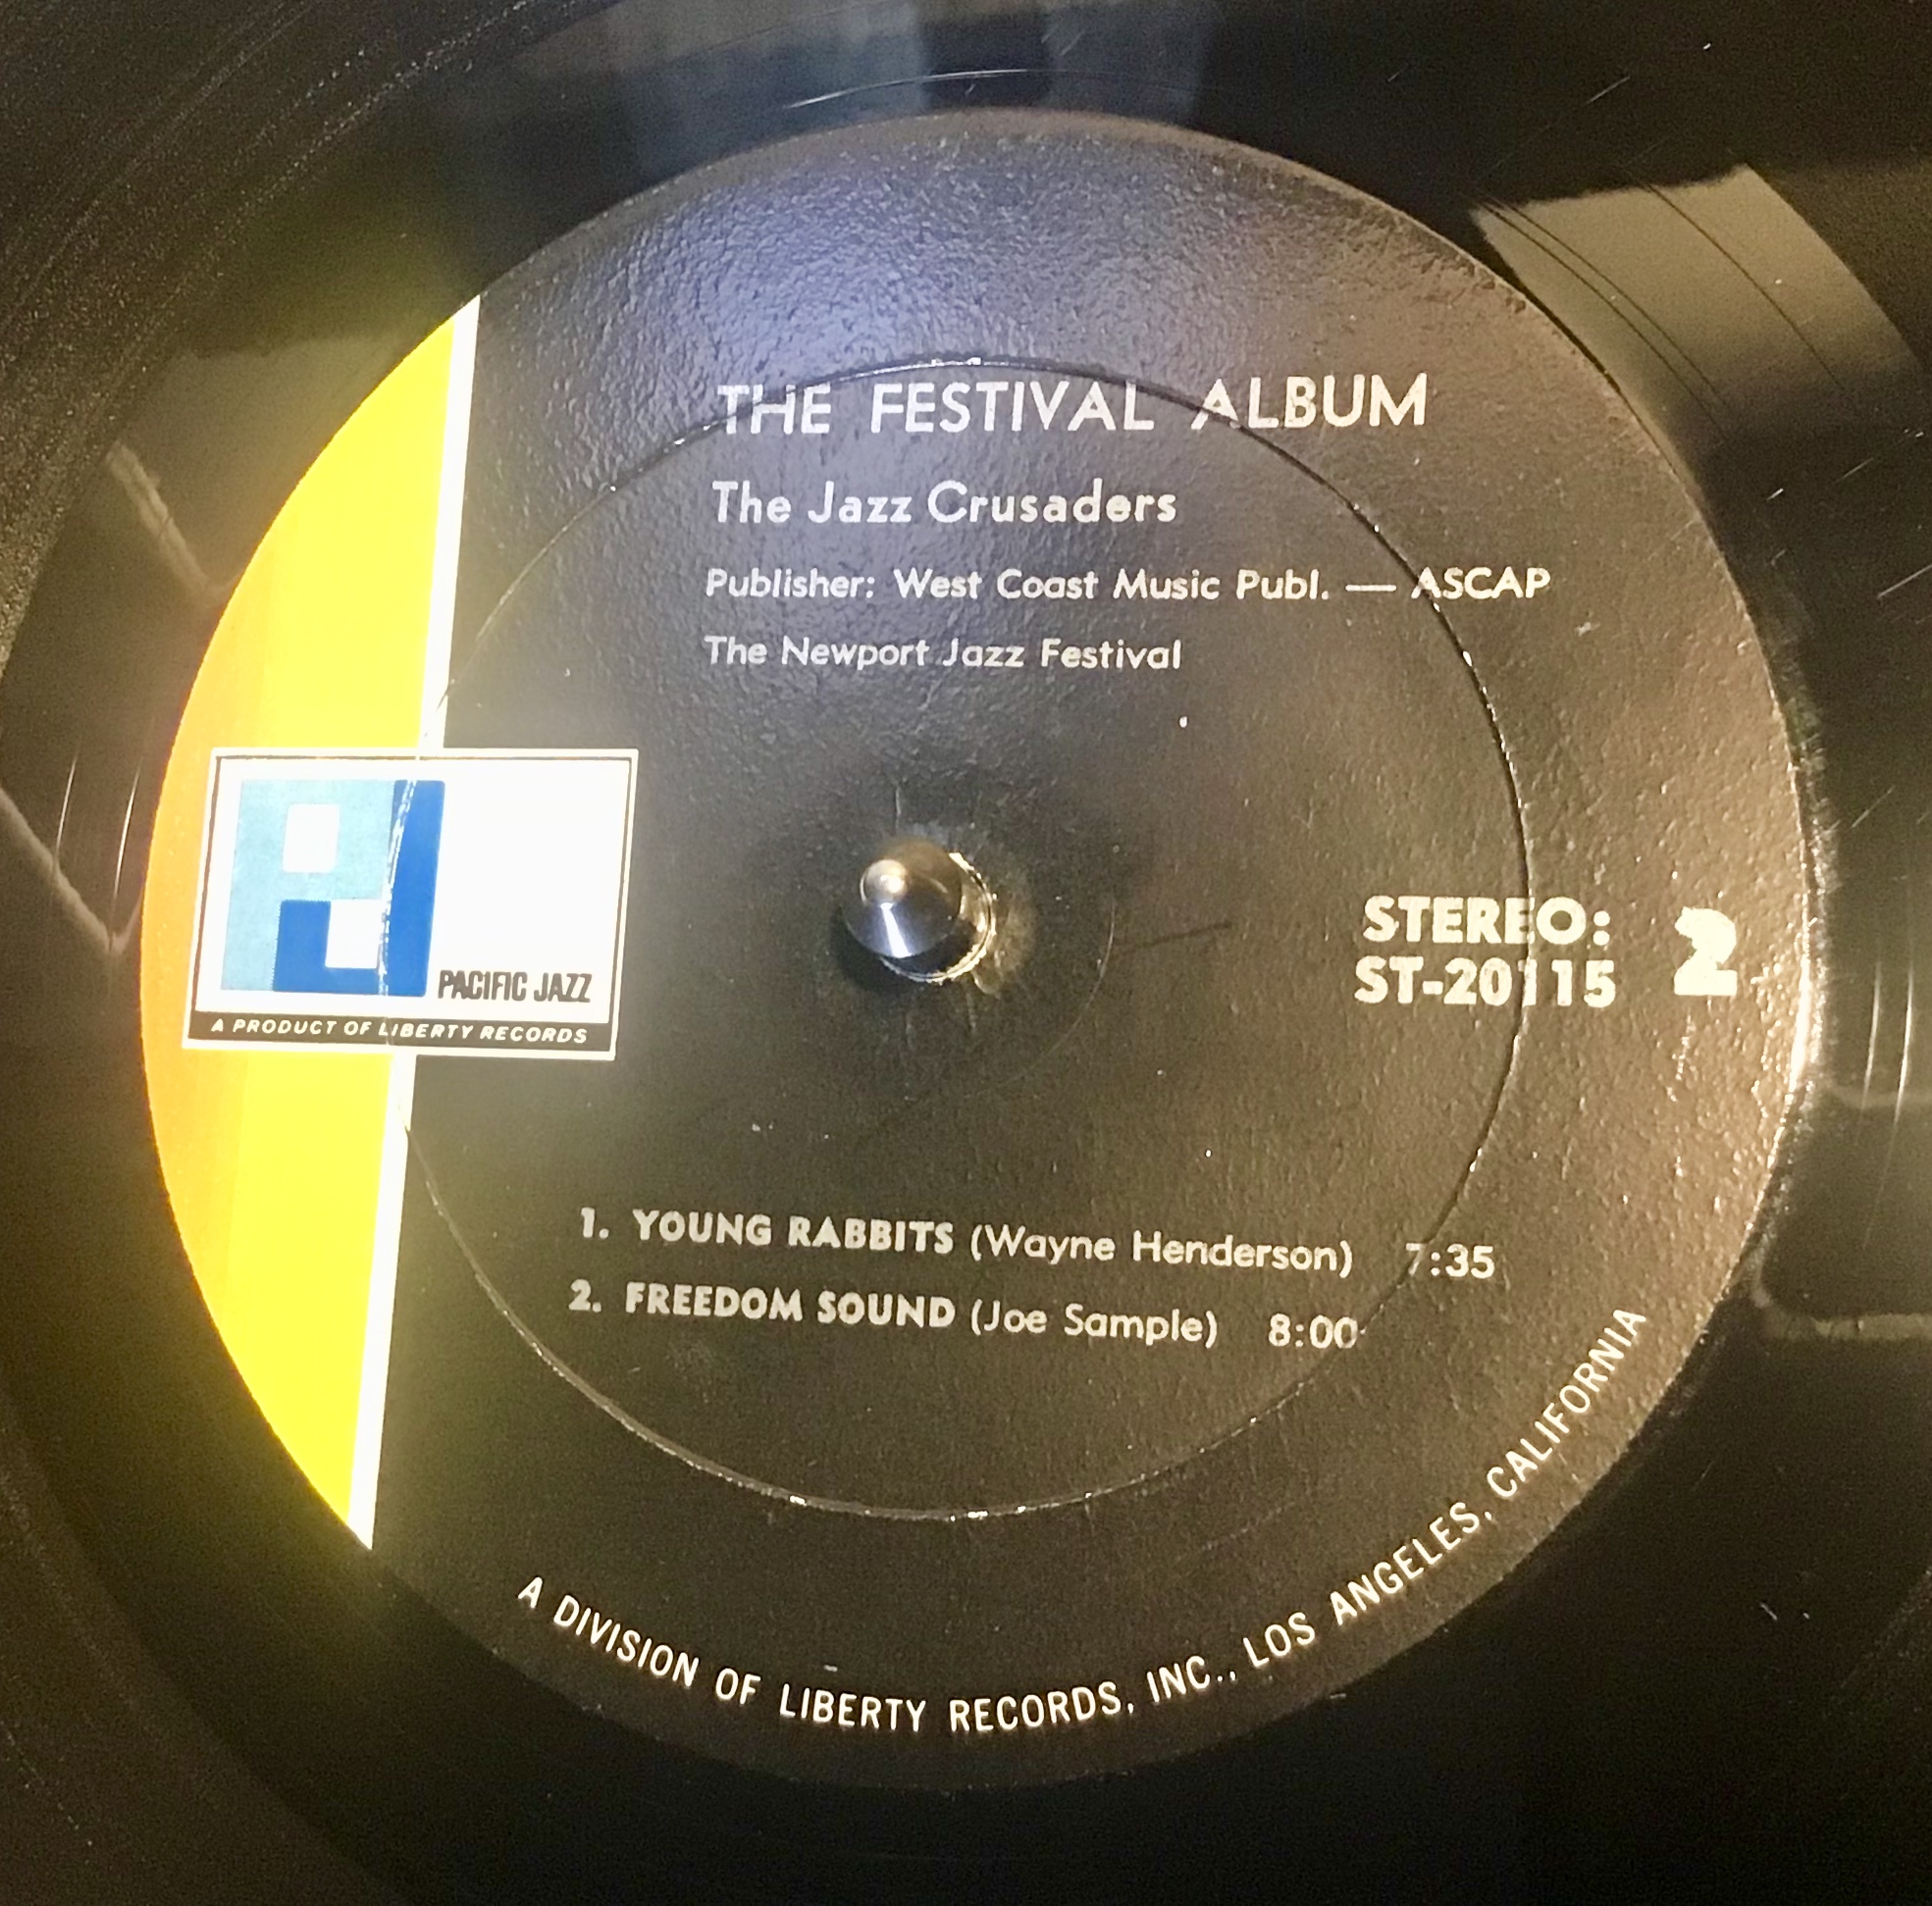 THE FESTIVAL ALBUM
The Jazz Crusaders
Publisher: West Coast Music Publ. — ASCAP
The Newport Jazz Festival
PJ
PACIFIC JAZZ
A PRODUCT OF LIBERTY RECORDS
STEREO: 2
ST-20115
1. YOUNG RABBITS (Wayne Henderson) 7:35
2. FREEDOM SOUND (Joe Sample) 8:00
A DIVISION OF LIBERTY RECORDS, INC., LOS ANGELES, CALIFORNIA